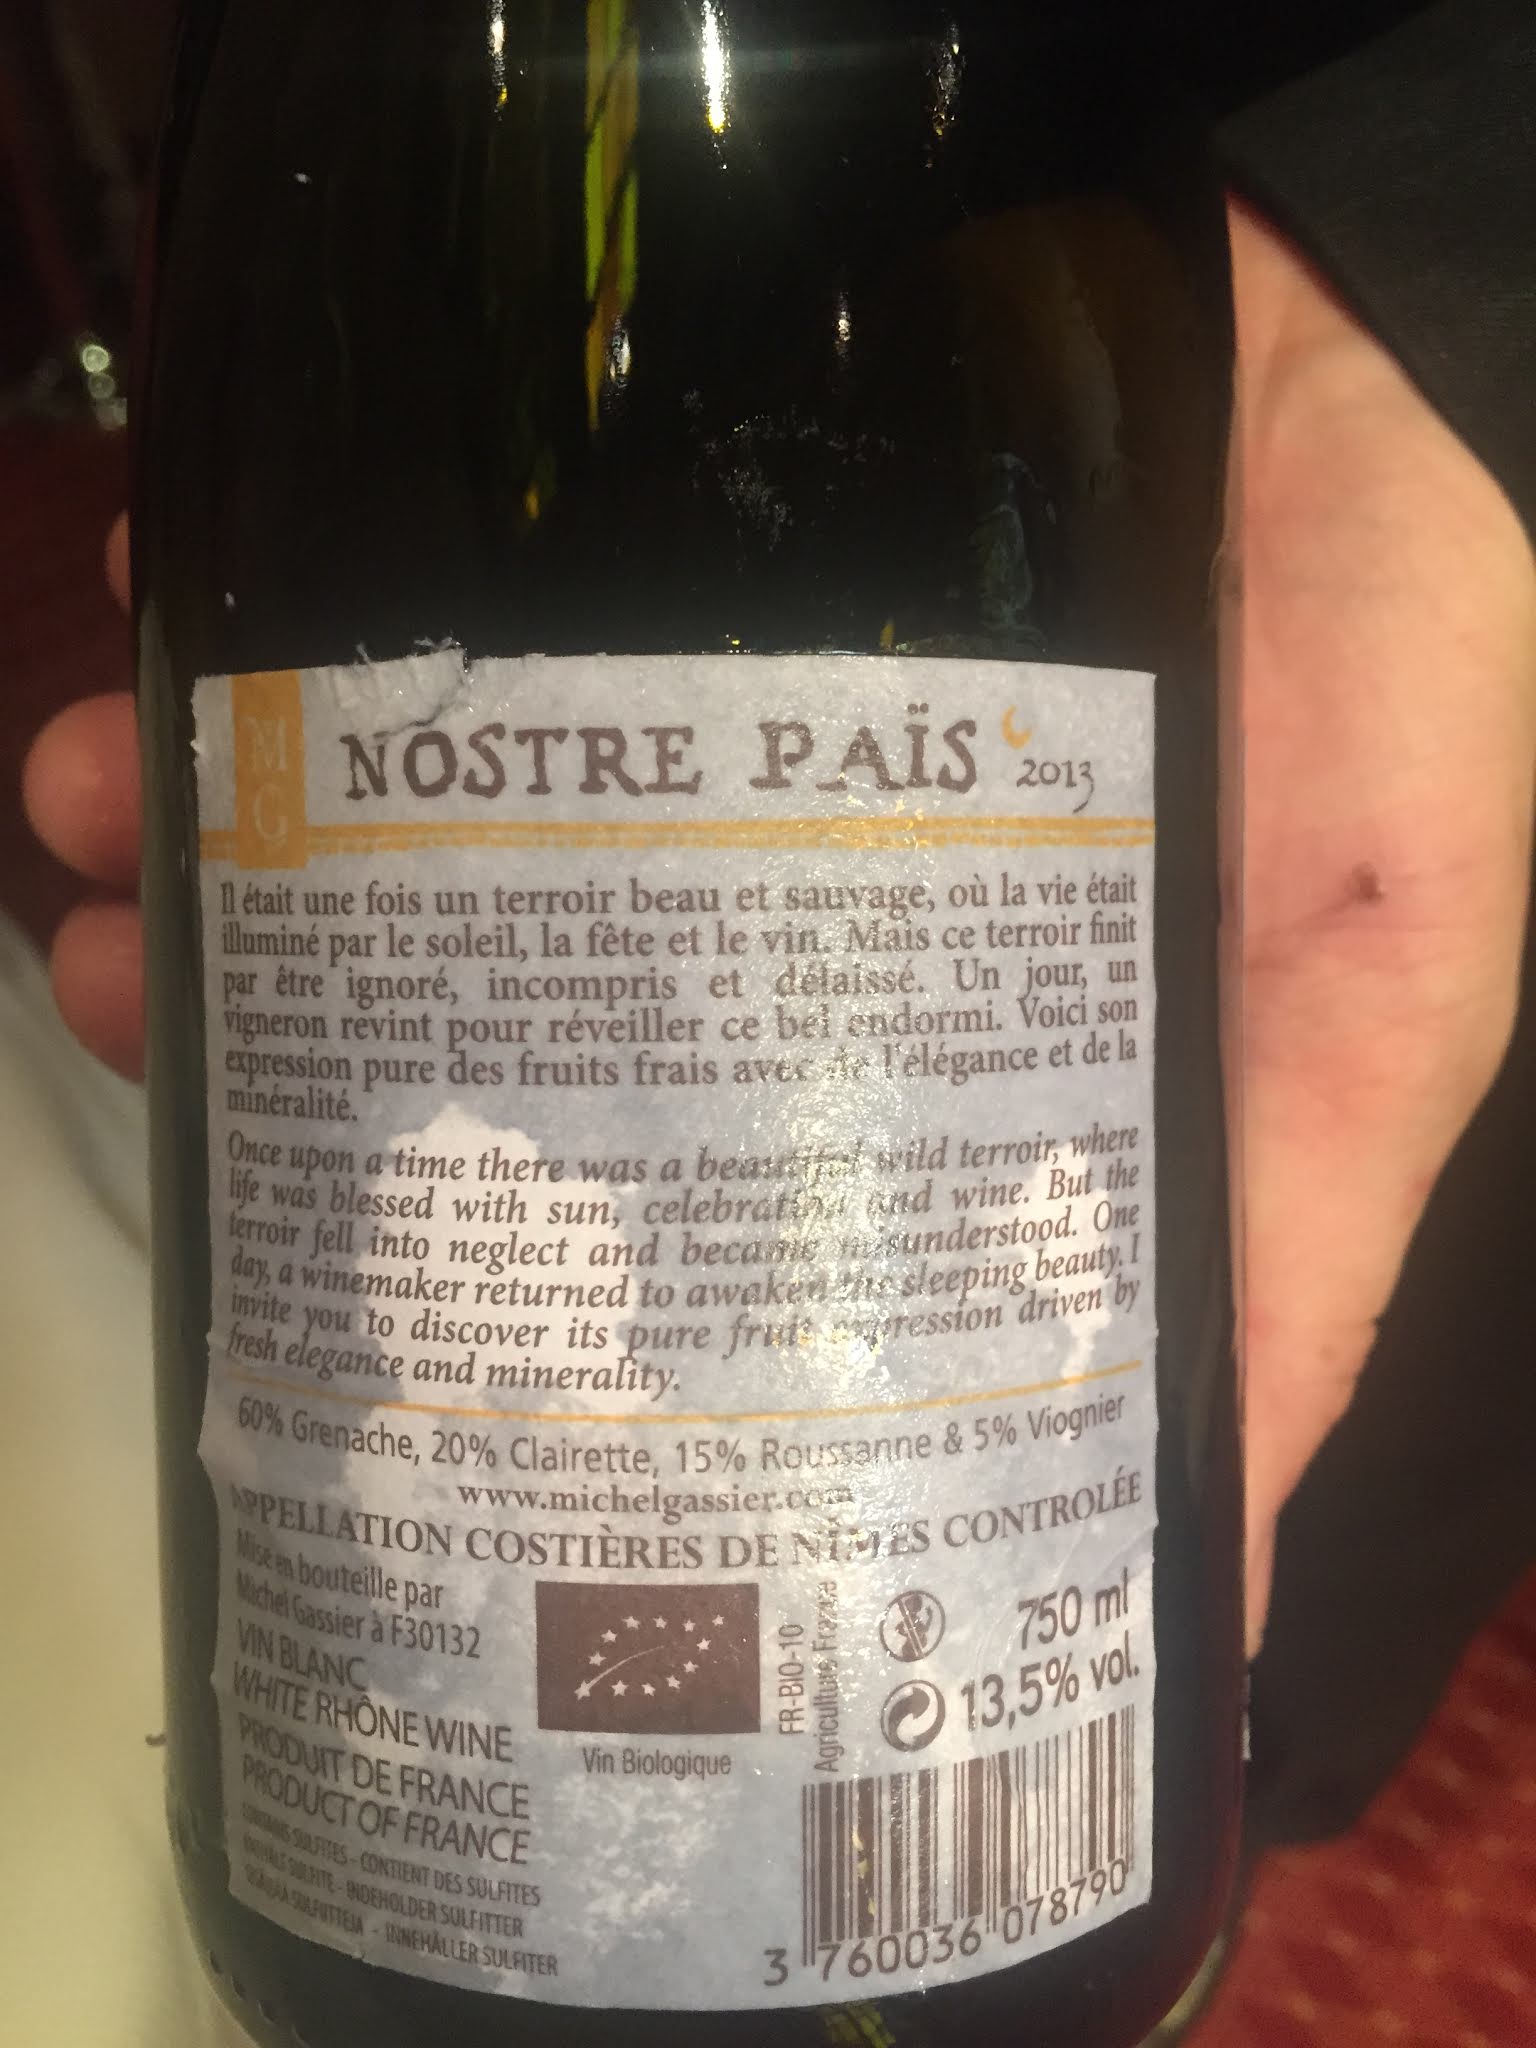 MG
NOSTRE PAÏS 2013
Il était une fois un terroir beau et sauvage, où la vie était
illuminé par le soleil, la fête et le vin. Mais ce terroir finit
par être ignoré, incompris et délaissé. Un jour, un
vigneron revint pour réveiller ce bel endormi. Voici son
expression pure des fruits frais avec de l'élégance et de la
minéralité.
Once upon a time there was a beautiful wild terroir, where
life was blessed with sun, celebration and wine. But the
terroir fell into neglect and became misunderstood. One
day, a winemaker returned to awaken the sleeping beauty. I
invite you to discover its pure fruit expression driven by
fresh elegance and minerality.
60% Grenache, 20% Clairette, 15% Roussanne & 5% Viognier
www.michelgassier.com
APPELLATION COSTIÈRES DE NÎMES CONTROLÉE
Mise en bouteille par
Michel Gassier à F30132
VIN BLANC
WHITE RHÔNE WINE
PRODUIT DE FRANCE
PRODUCT OF FRANCE
CONTAINS SULFITES - CONTIENT DES SULFITES
SULFITE - INDEHOLDER SULFITTER
- INNEHÅLLER SULFITER
Vin Biologique
FR-BIO-10
Agriculture France
750 ml
13,5% vol.
3 760036 078790